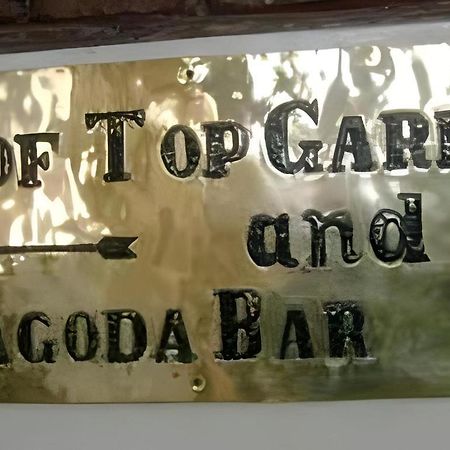 OF TOP GAR
and
AGODA BAR